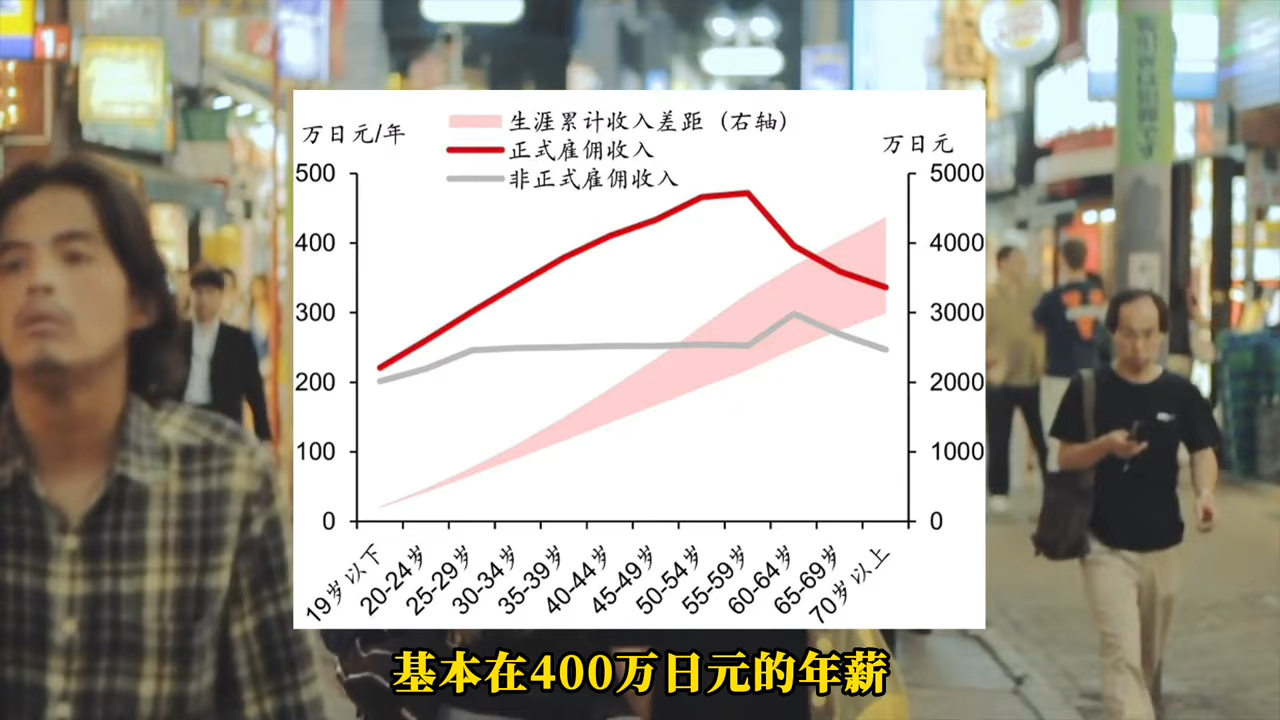 生涯累计收入差距（右轴）
万日元/年
正式雇佣收入
万日元
非正式雇佣收入
500
5000
400
4000
300
3000
200
2000
100
1000
0
0
19岁以下
20-24岁
25-29岁
30-34岁
35-39岁
40-44岁
45-49岁
50-54岁
55-59岁
60-64岁
65-69岁
70岁以上
基本在400万日元的年薪